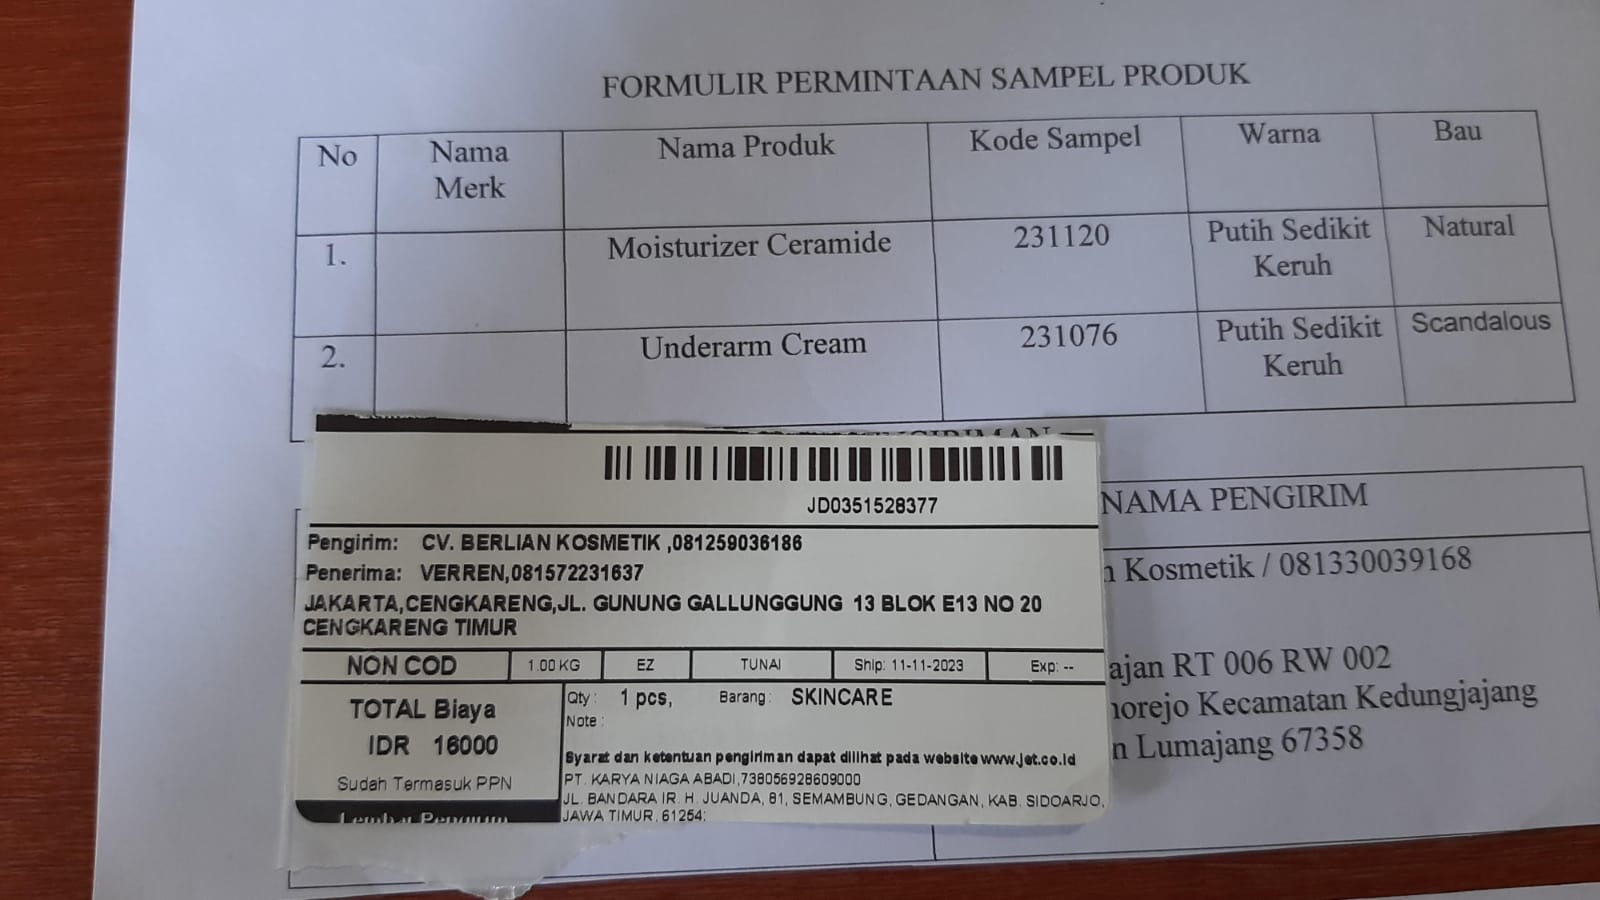 FORMULIR PERMINTAAN SAMPEL PRODUK
No Nama Merk Nama Produk Kode Sampel Warna Bau
1. Moisturizer Ceramide 231120 Putih Sedikit Keruh Natural
2. Underarm Cream 231076 Putih Sedikit Keruh Scandalous
JD0351528377
Pengirim: CV. BERLIAN KOSMETIK ,081259036186
Penerima: VERREN,081572231637
JAKARTA,CENGKARENG,JL. GUNUNG GALLUNGGUNG 13 BLOK E13 NO 20
CENGKARENG TIMUR
NON COD 1.00 KG EZ TUNAI Ship: 11-11-2023 Exp: --
TOTAL Biaya
IDR 16000
Sudah Termasuk PPN
Qty : 1 pcs, Barang : SKINCARE
Note :
Syarat dan ketentuan pengiriman dapat dilihat pada website www.jet.co.id
PT. KARYA NIAGA ABADI,738056928609000
JL. BANDARA IR. H. JUANDA, 81, SEMAMBUNG, GEDANGAN, KAB. SIDOARJO,
JAWA TIMUR, 61254;
NAMA PENGIRIM
Kosmetik / 081330039168
RT 006 RW 002
Kecamatan Kedungjajang
Lumajang 67358